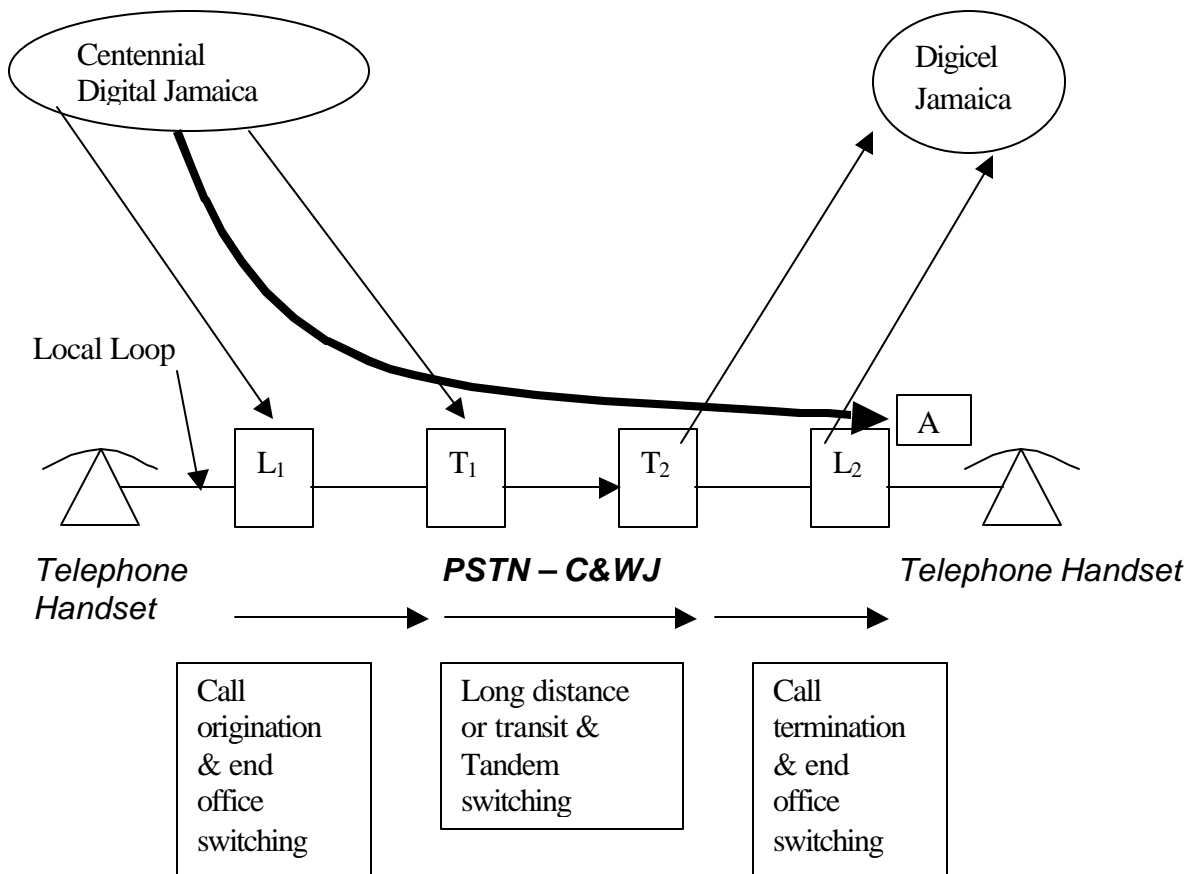 Centennial
Digital Jamaica
Digicel
Jamaica
Local Loop
A
L1
T1
T2
L2
Telephone
Handset
PSTN – C&WJ
Telephone Handset
Call
origination
& end
office
switching
Long distance
or transit &
Tandem
switching
Call
termination
& end
office
switching